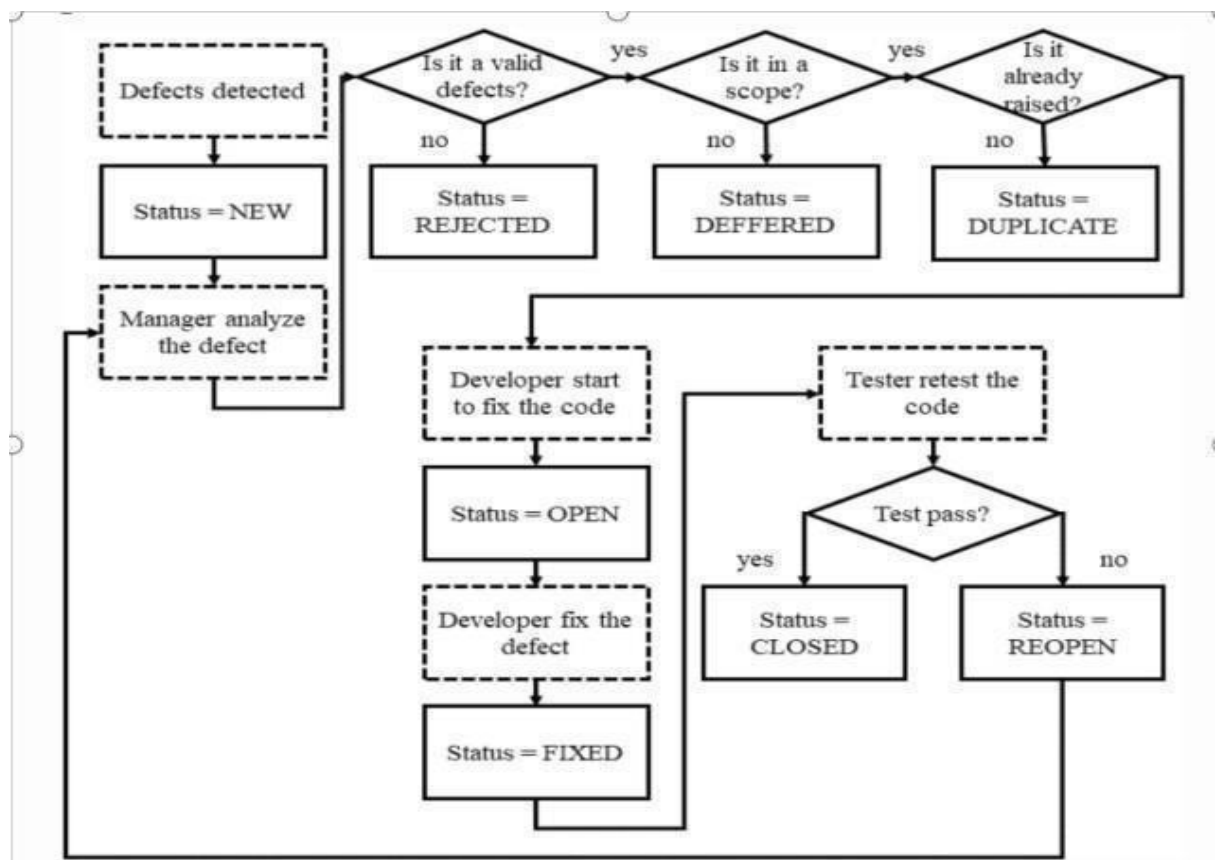 Defects detected
Status = NEW
Manager analyze
the defect
Is it a valid
defects?
yes
no
Status =
REJECTED
Is it in a
scope?
yes
no
Status =
DEFFERED
Is it
already
raised?
no
Status =
DUPLICATE
Developer start
to fix the code
Status = OPEN
Developer fix the
defect
Status = FIXED
Tester retest the
code
Test pass?
yes
no
Status =
CLOSED
Status =
REOPEN